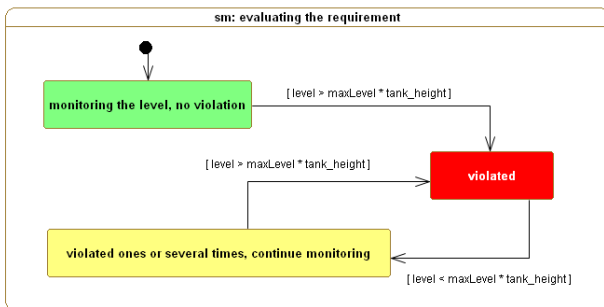 sm: evaluating the requirement
monitoring the level, no violation
[ level > maxLevel * tank_height]
[ level > maxLevel * tank_height]
violated
violated ones or several times, continue monitoring
[ level < maxLevel * tank_height]